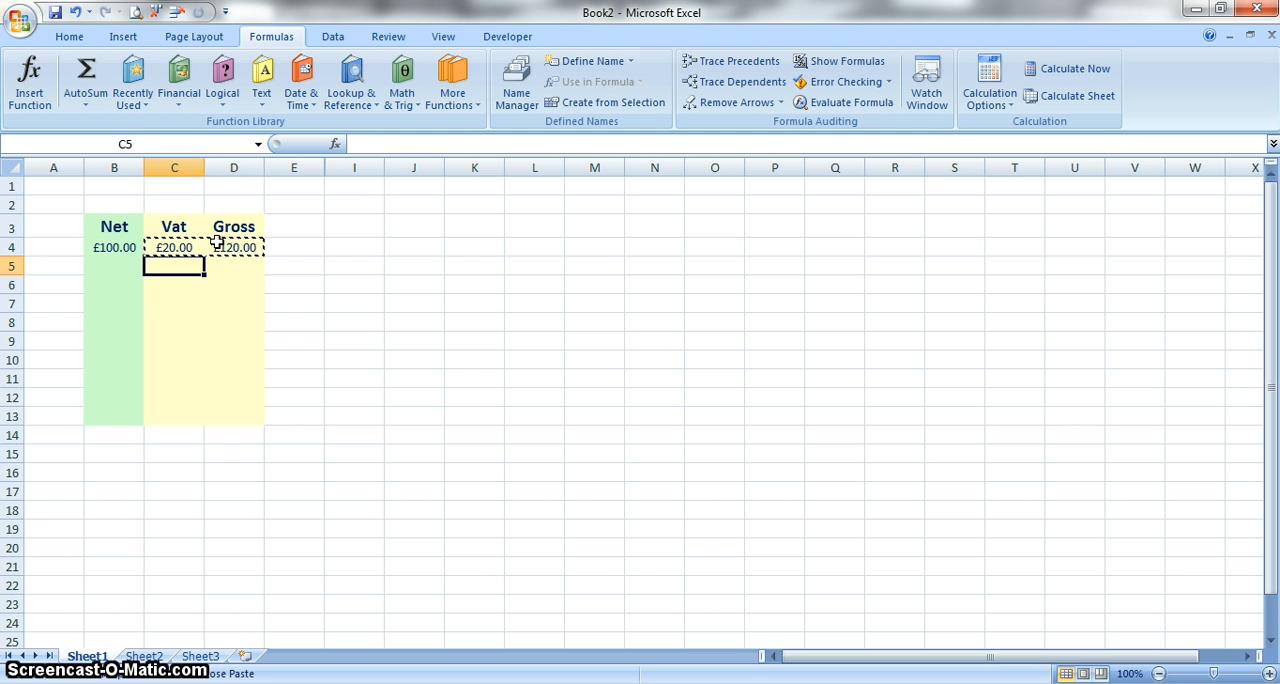 Book2 - Microsoft Excel
Home Insert Page Layout Formulas Data Review View Developer
fx Σ ? A θ
Insert Function
AutoSum
Recently Used
Financial
Logical
Text
Date & Time
Lookup & Reference
Math & Trig
More Functions
Function Library
Name Manager
Define Name
Use in Formula
Create from Selection
Defined Names
Trace Precedents
Trace Dependents
Remove Arrows
Show Formulas
Error Checking
Evaluate Formula
Watch Window
Formula Auditing
Calculation Options
Calculate Now
Calculate Sheet
Calculation
C5 fx
A B C D E I J K L M N O P Q R S T U V W X
1
2
3 Net Vat Gross
4 £100.00 £20.00 £120.00
5
6
7
8
9
10
11
12
13
14
15
16
17
18
19
20
21
22
23
24
25
Sheet1 Sheet2 Sheet3
Screencast-O-Matic.com
Paste 100%